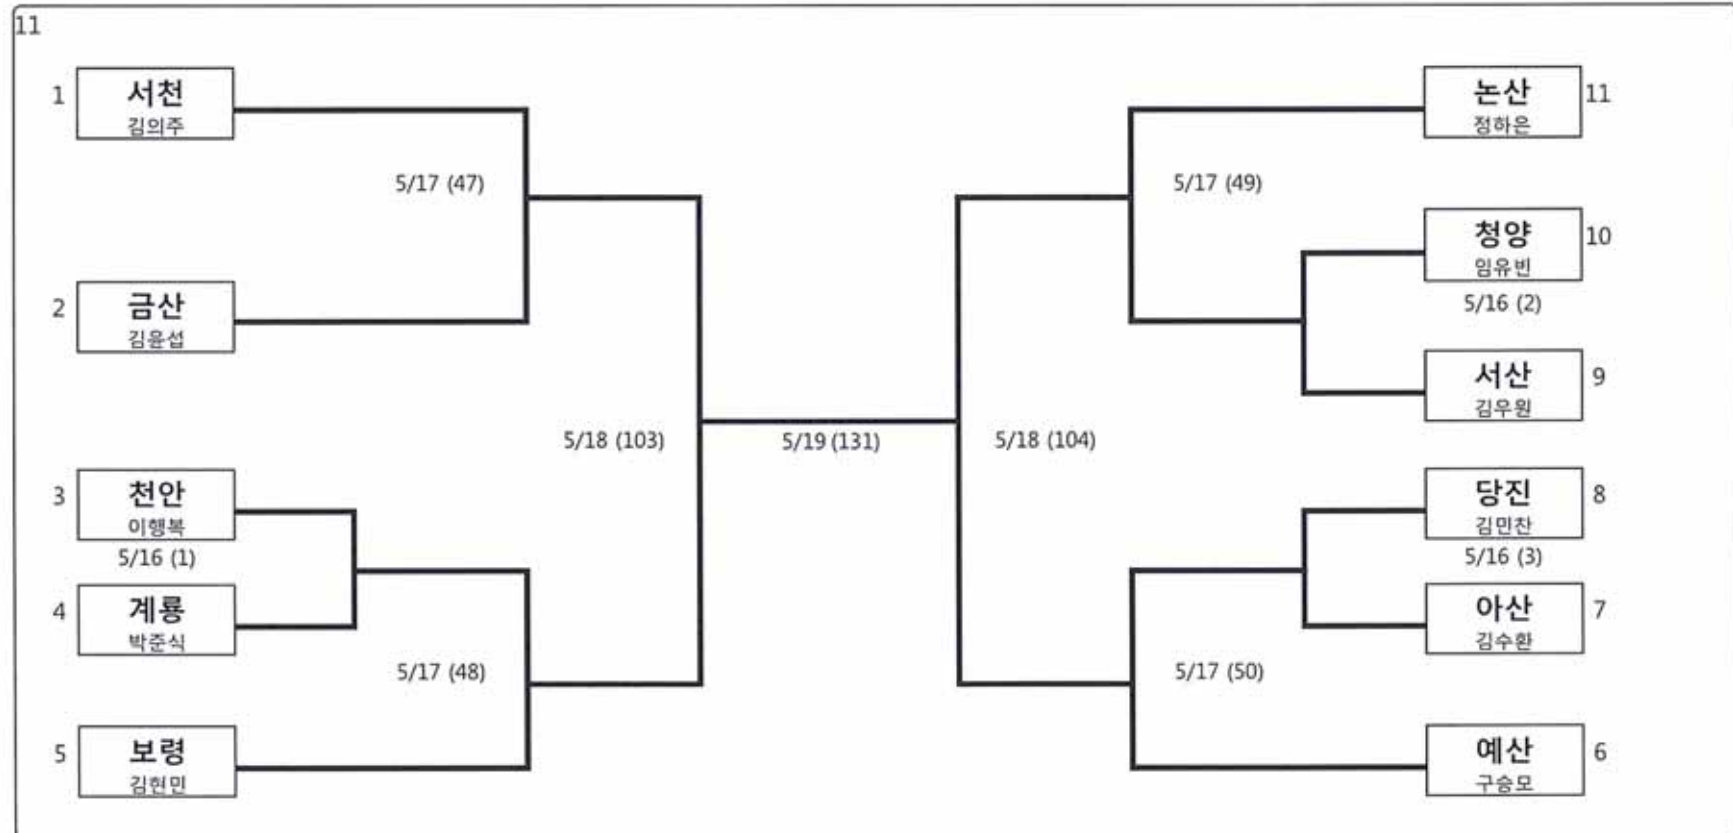 11
1
서천
김의주
5/17 (47)
2
금산
김윤섭
3
천안
이행복
5/16 (1)
4
계룡
박준식
5/17 (48)
5
보령
김현민
5/18 (103)
5/19 (131)
5/18 (104)
논산
정하은
11
5/17 (49)
청양
임유빈
10
5/16 (2)
서산
김우원
9
당진
김민찬
8
5/16 (3)
아산
김수환
7
5/17 (50)
예산
구승모
6